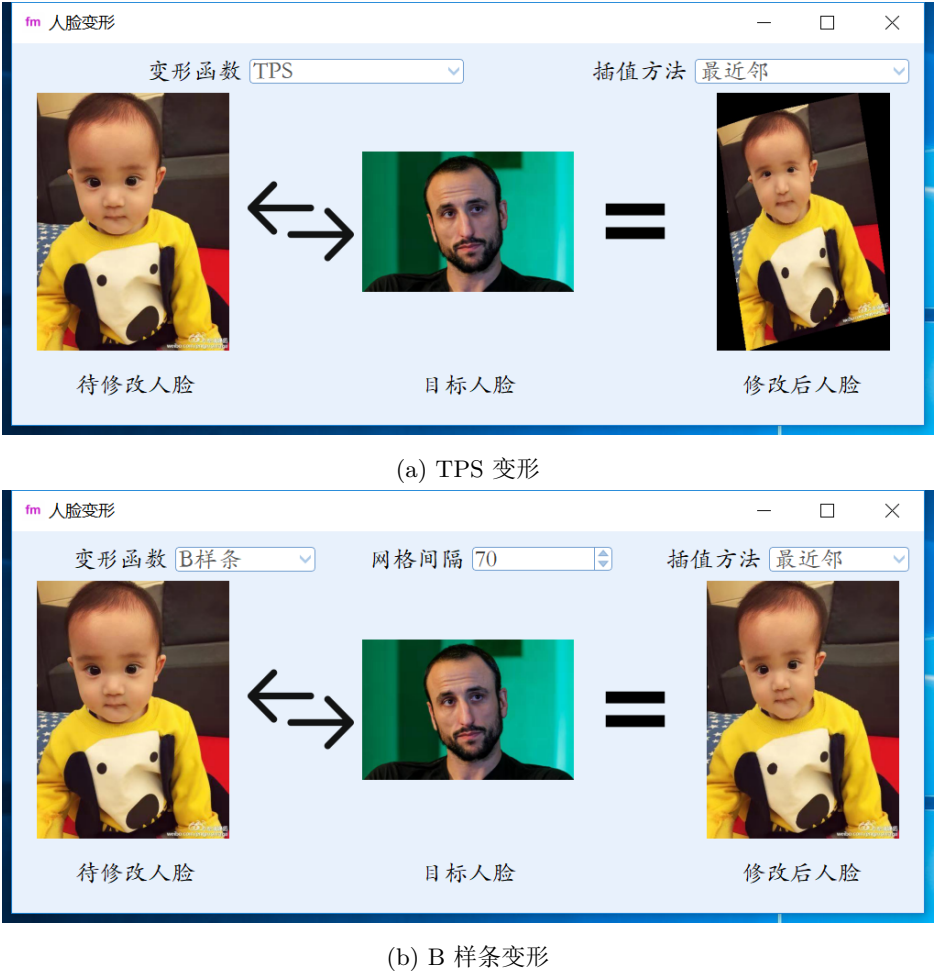 fm 人脸变形
变形函数 TPS 插值方法 最近邻
待修改人脸 目标人脸 修改后人脸
(a) TPS 变形
fm 人脸变形
变形函数 B样条 网格间隔 70 插值方法 最近邻
待修改人脸 目标人脸 修改后人脸
(b) B 样条变形